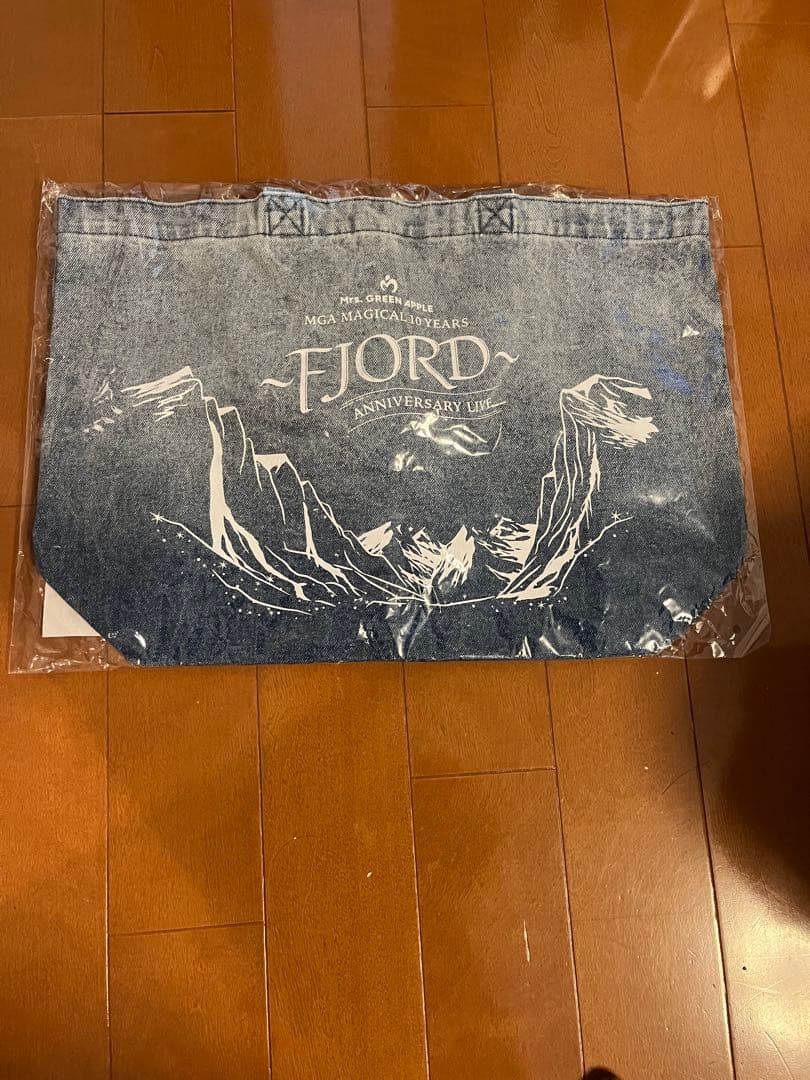 Mrs. GREEN APPLE
MGA MAGICAL 10 YEARS
~FJORD~
ANNIVERSARY LIVE